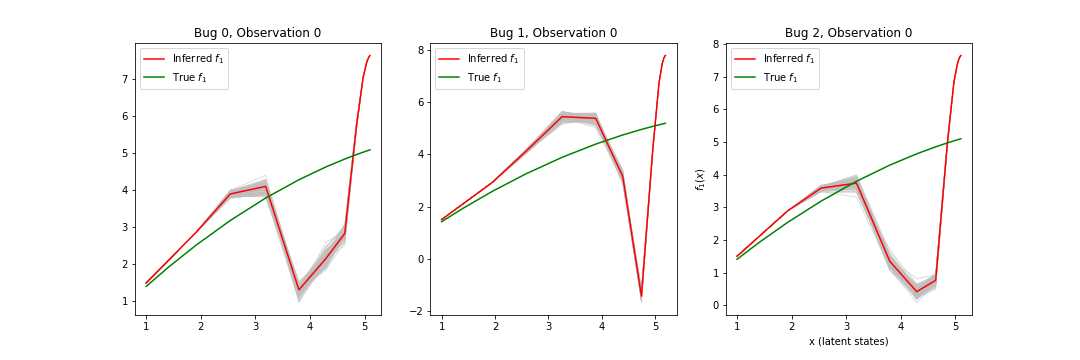 Bug 0, Observation 0
Inferred f₁
True f₁
7
6
5
4
3
2
1
1 2 3 4 5
Bug 1, Observation 0
Inferred f₁
True f₁
8
6
4
2
0
−2
1 2 3 4 5
Bug 2, Observation 0
Inferred f₁
True f₁
f₁(x)
8
7
6
5
4
3
2
1
0
1 2 3 4 5
x (latent states)